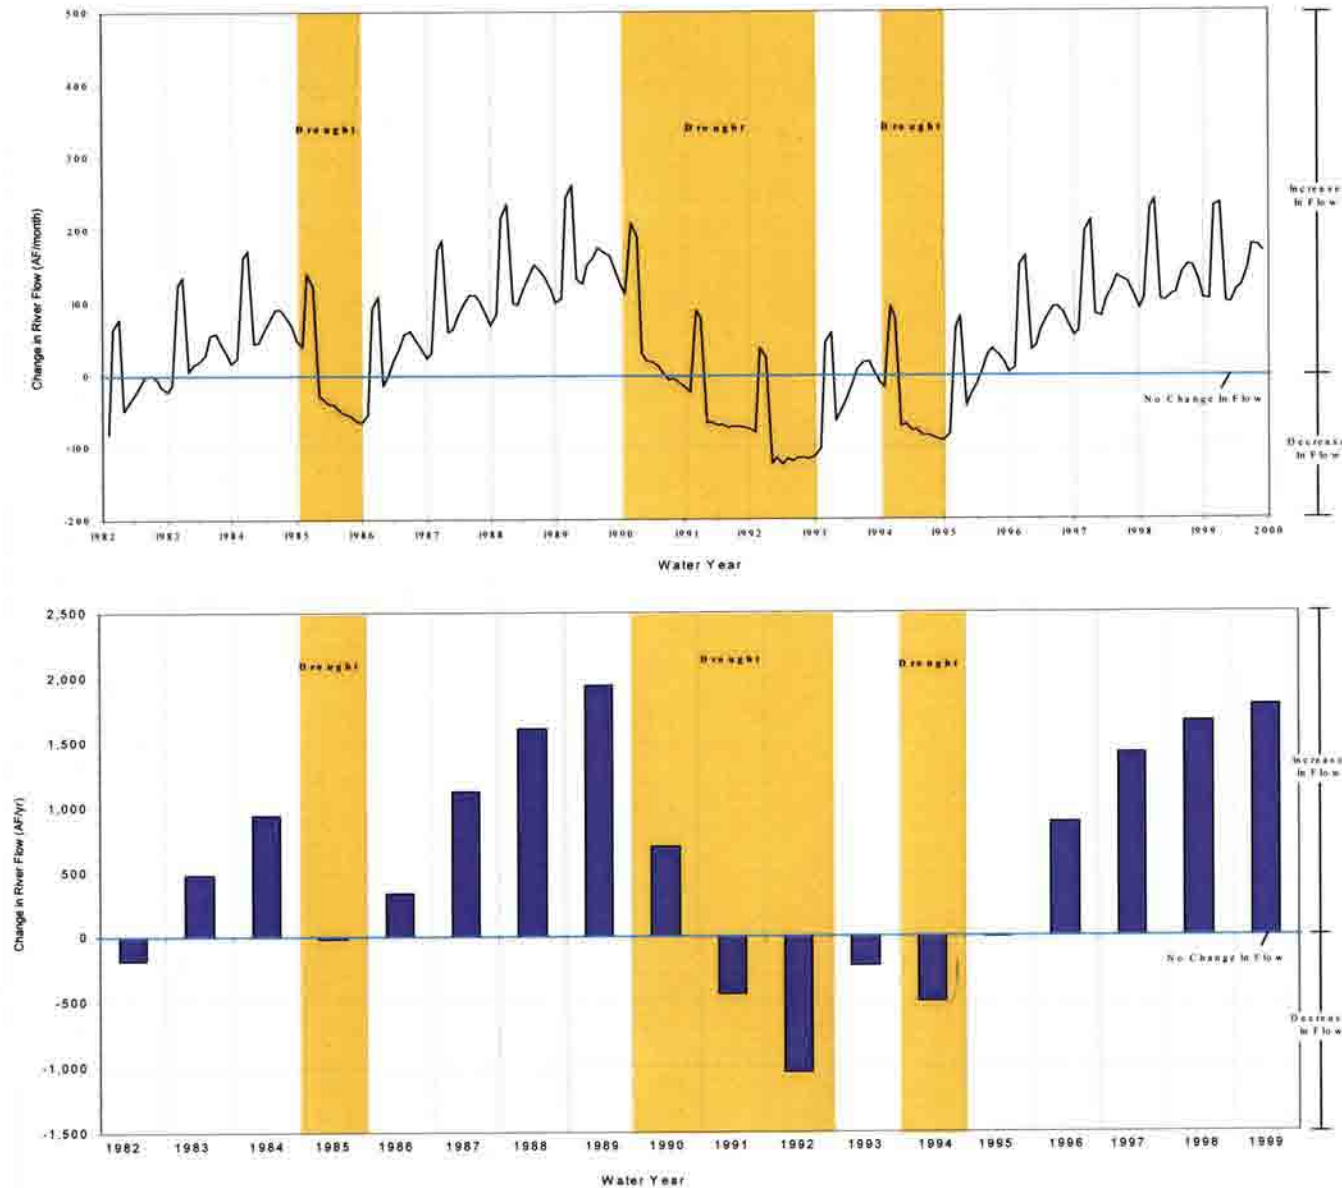 500
400
300
200
100
0
-100
-200
Change in River Flow (AF/month)
Drought
Drought
Drought
Increase
In Flow
No Change In Flow
Decrease
In Flow
1982 1983 1984 1985 1986 1987 1988 1989 1990 1991 1992 1993 1994 1995 1996 1997 1998 1999 2000
Water Year
2,500
2,000
1,500
1,000
500
0
-500
-1,000
-1,500
Change in River Flow (AF/yr)
Drought
Drought
Drought
Increase
In Flow
No Change In Flow
Decrease
In Flow
1982 1983 1984 1985 1986 1987 1988 1989 1990 1991 1992 1993 1994 1995 1996 1997 1998 1999
Water Year